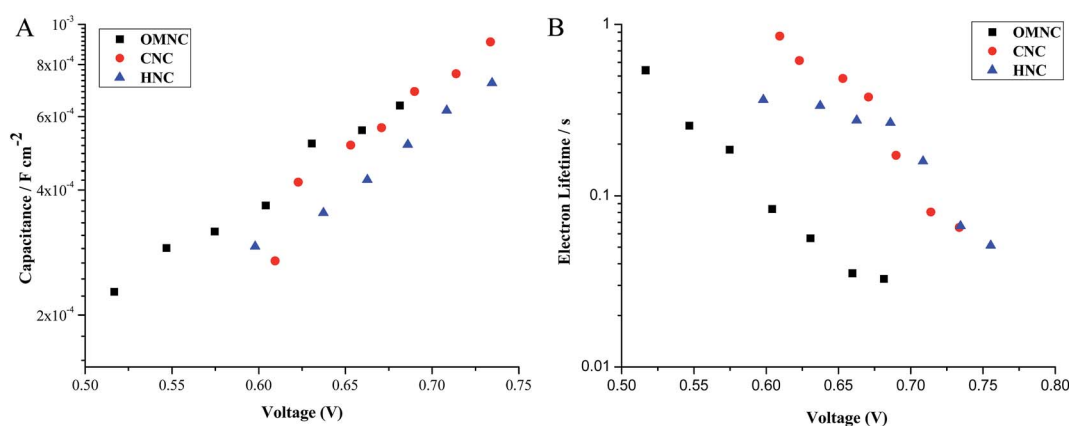 A
10⁻³
8x10⁻⁴
6x10⁻⁴
4x10⁻⁴
2x10⁻⁴
Capacitance / F cm⁻²
OMNC
CNC
HNC
0.50 0.55 0.60 0.65 0.70 0.75
Voltage (V)
B
1
0.1
0.01
Electron Lifetime / s
OMNC
CNC
HNC
0.50 0.55 0.60 0.65 0.70 0.75 0.80
Voltage (V)